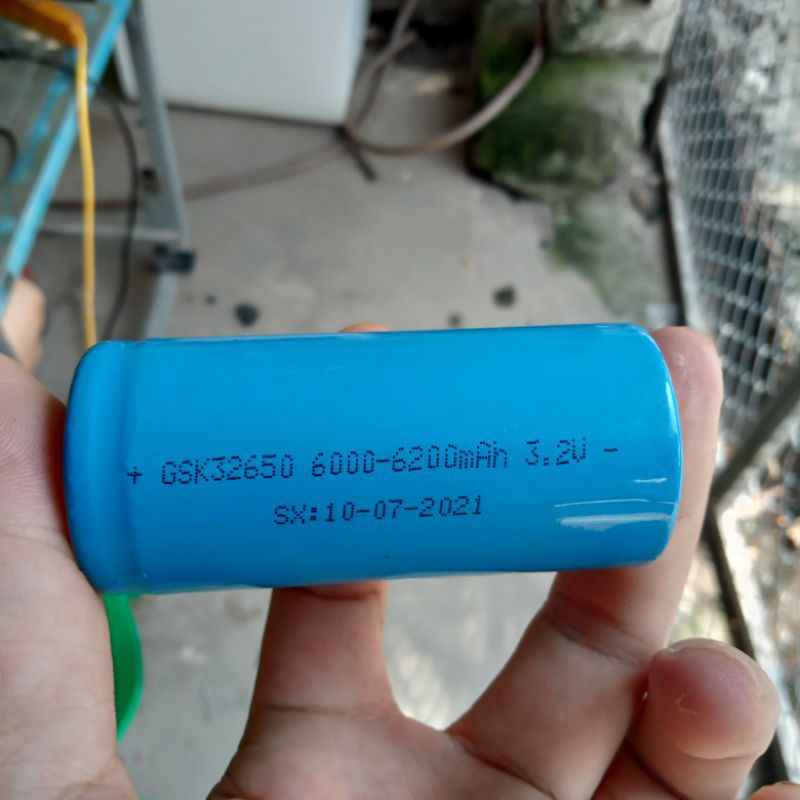 + GSK32650 6000-6200mAh 3.2V -
SX:10-07-2021